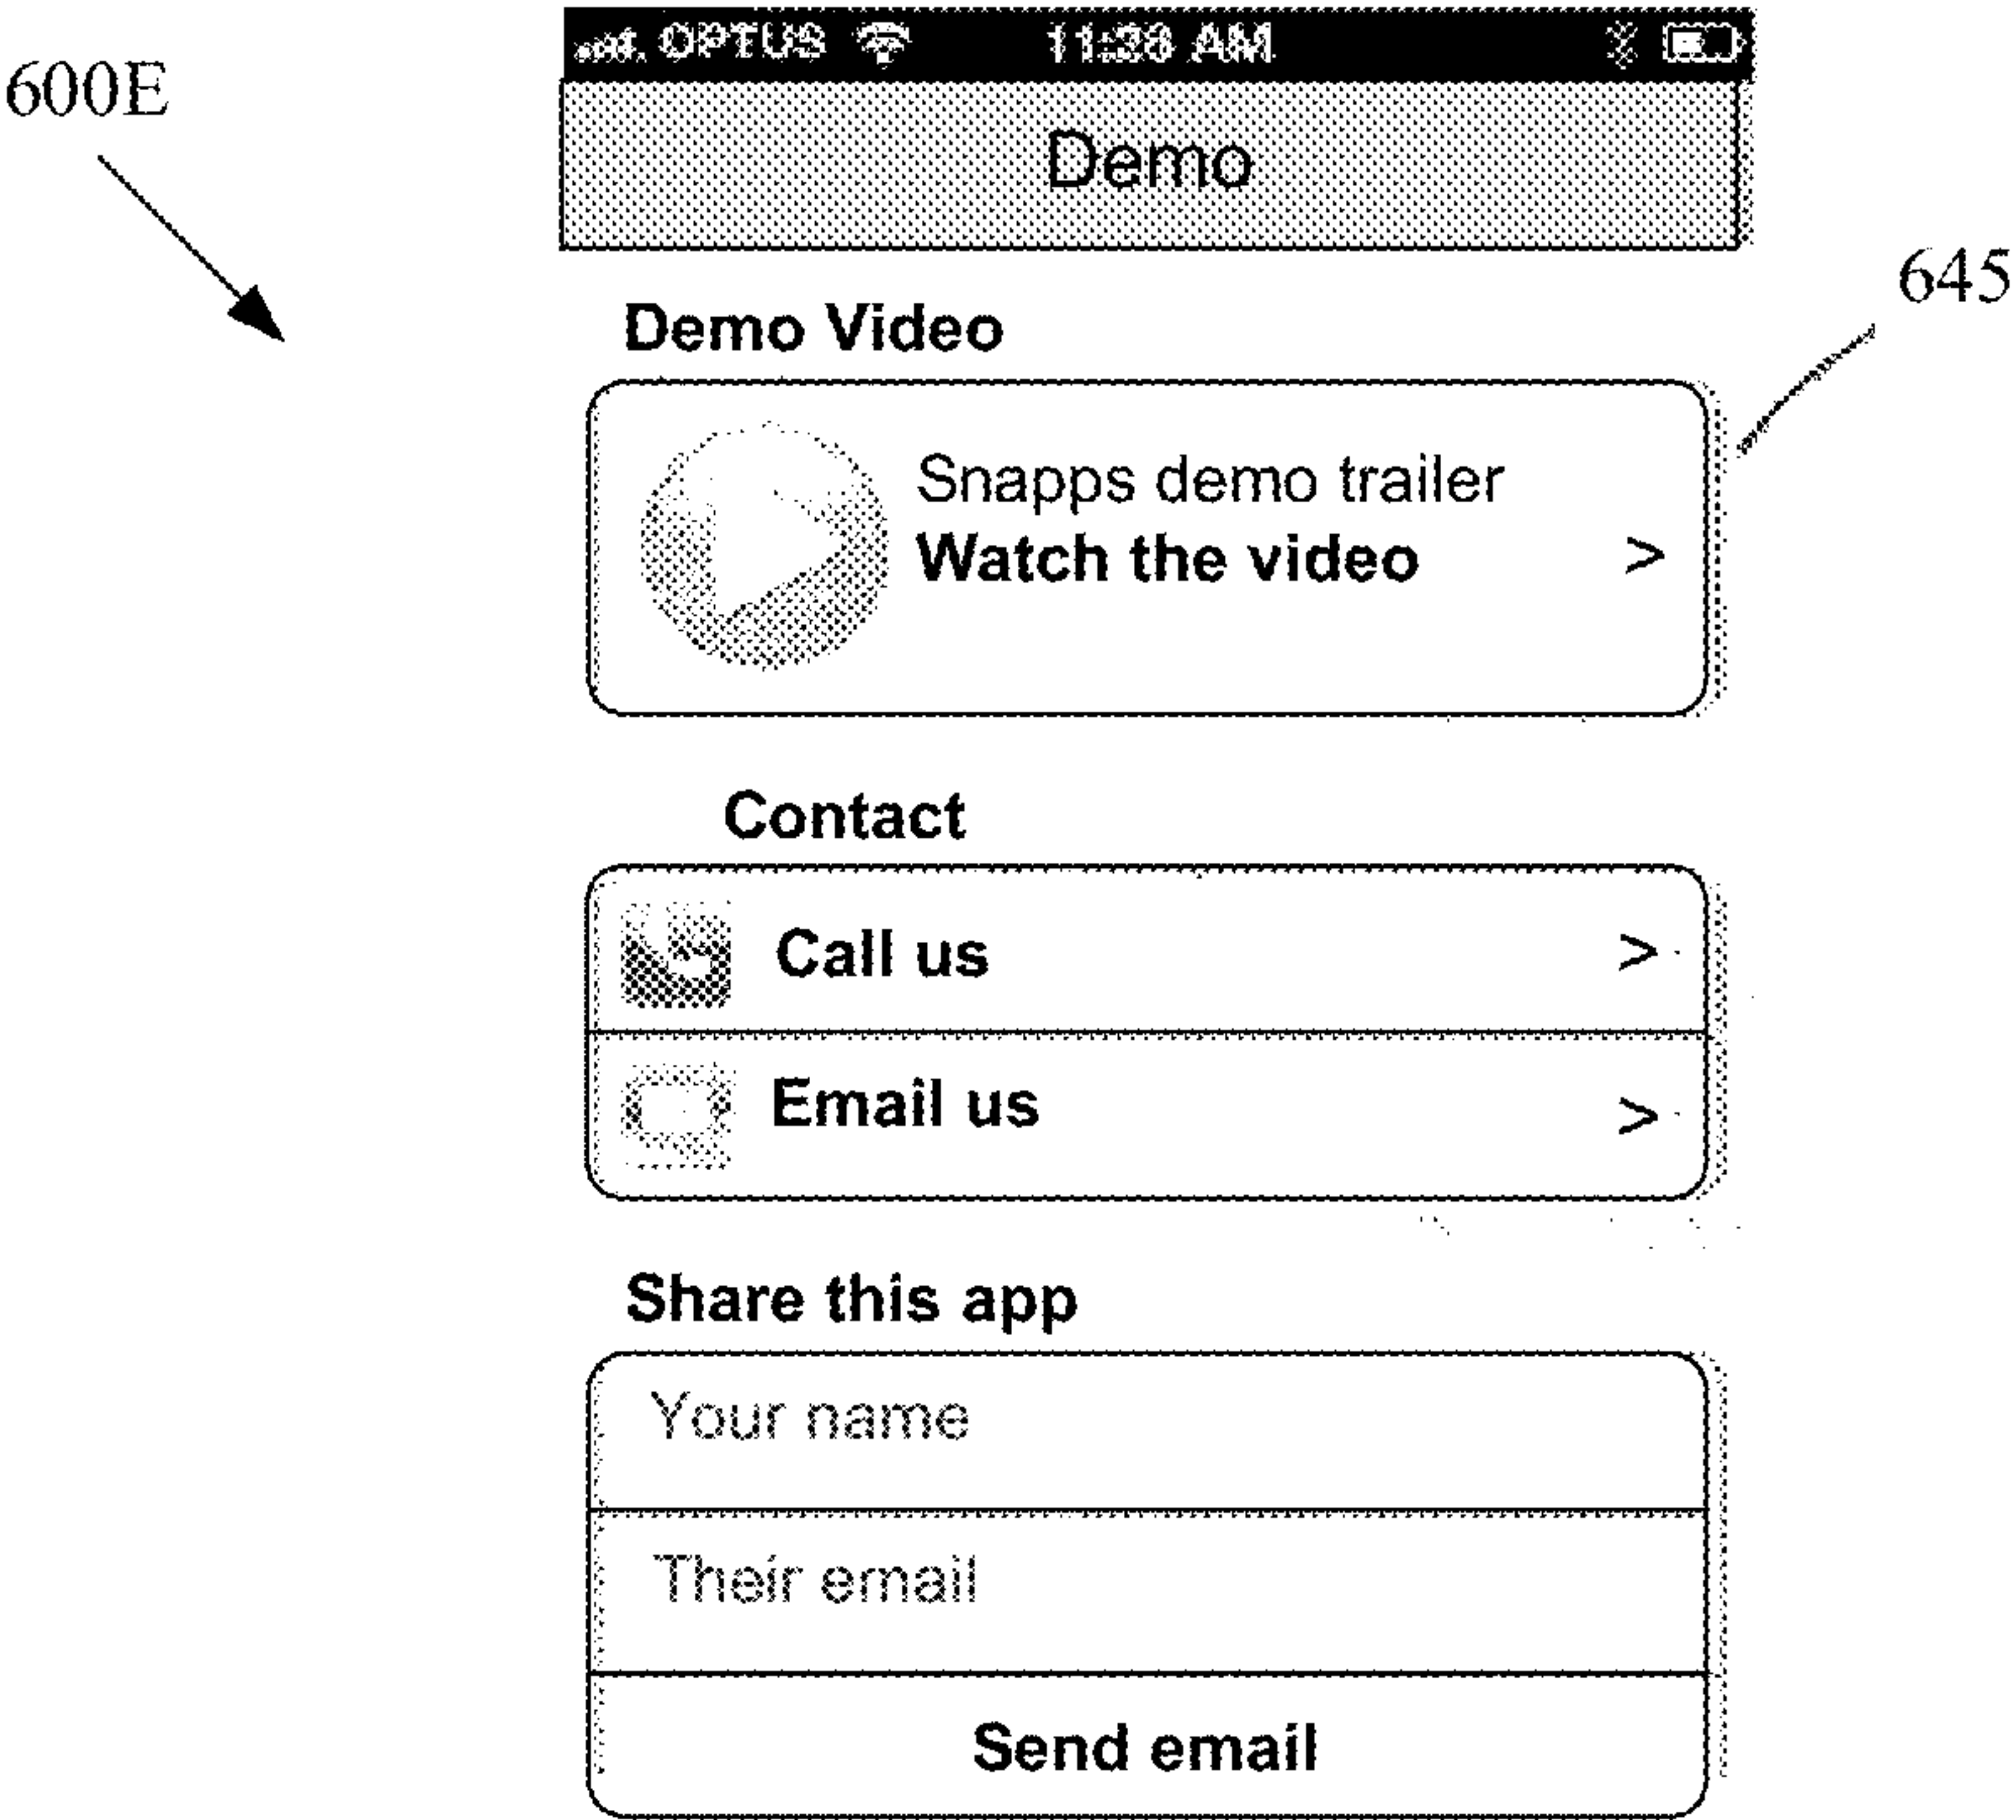 600E
OPTUS 11:38 AM
Demo
645
Demo Video
Snapps demo trailer
Watch the video >
Contact
Call us >
Email us >
Share this app
Your name
Their email
Send email